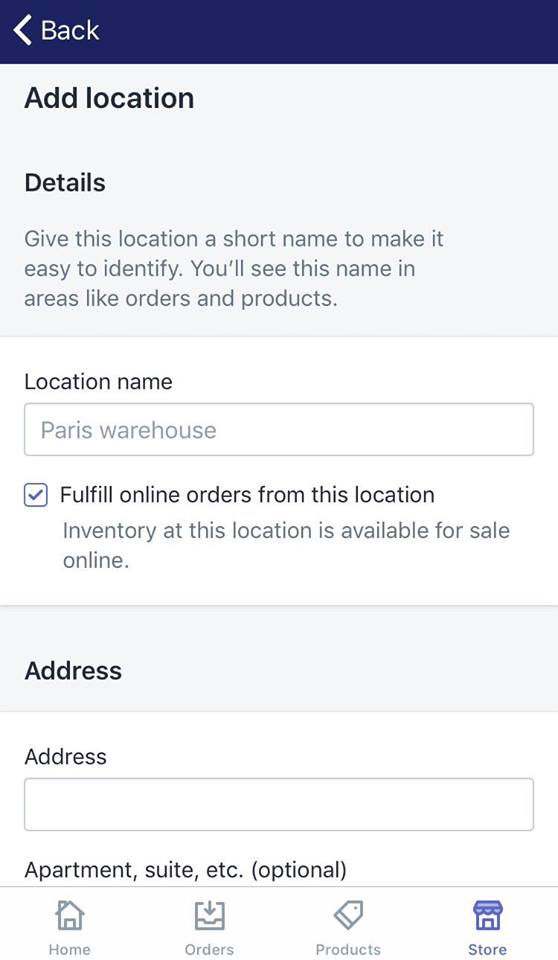 Back
Add location
Details
Give this location a short name to make it
easy to identify. You’ll see this name in
areas like orders and products.
Location name
Paris warehouse
Fulfill online orders from this location
Inventory at this location is available for sale
online.
Address
Address
Apartment, suite, etc. (optional)
Home Orders Products Store